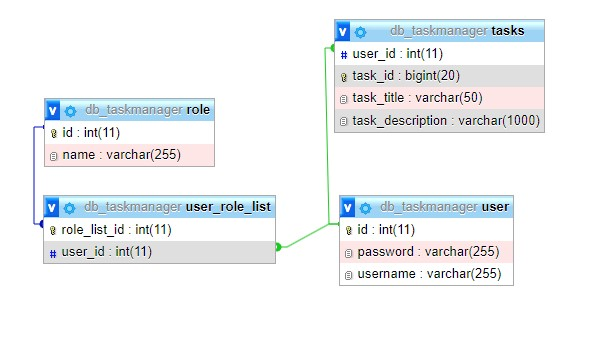 db_taskmanager tasks
# user_id : int(11)
task_id : bigint(20)
task_title : varchar(50)
task_description : varchar(1000)
db_taskmanager role
id : int(11)
name : varchar(255)
db_taskmanager user_role_list
role_list_id : int(11)
# user_id : int(11)
db_taskmanager user
id : int(11)
password : varchar(255)
username : varchar(255)